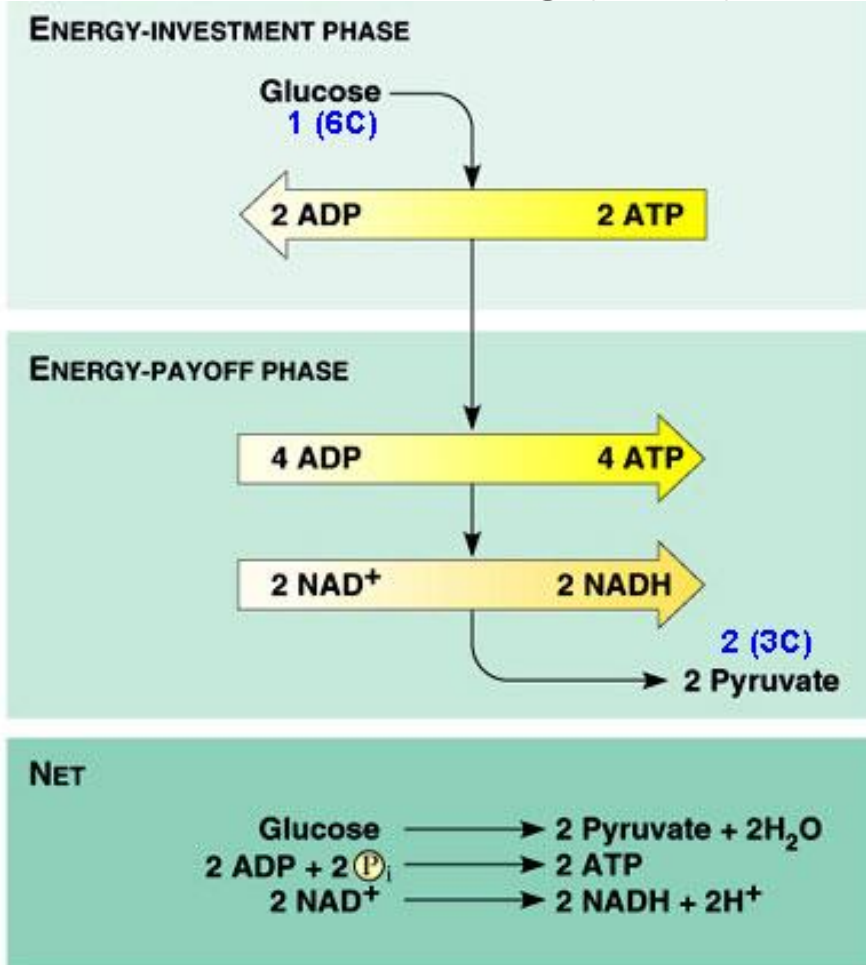 ENERGY-INVESTMENT PHASE
Glucose
1 (6C)
2 ADP 2 ATP
ENERGY-PAYOFF PHASE
4 ADP 4 ATP
2 NAD⁺ 2 NADH
2 (3C)
2 Pyruvate
NET
Glucose → 2 Pyruvate + 2H₂O
2 ADP + 2 Ⓟᵢ → 2 ATP
2 NAD⁺ → 2 NADH + 2H⁺